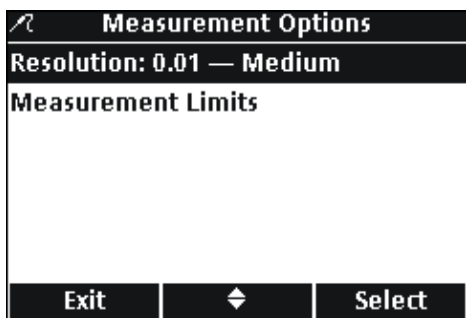 Measurement Options
Resolution: 0.01 — Medium
Measurement Limits
Exit
Select